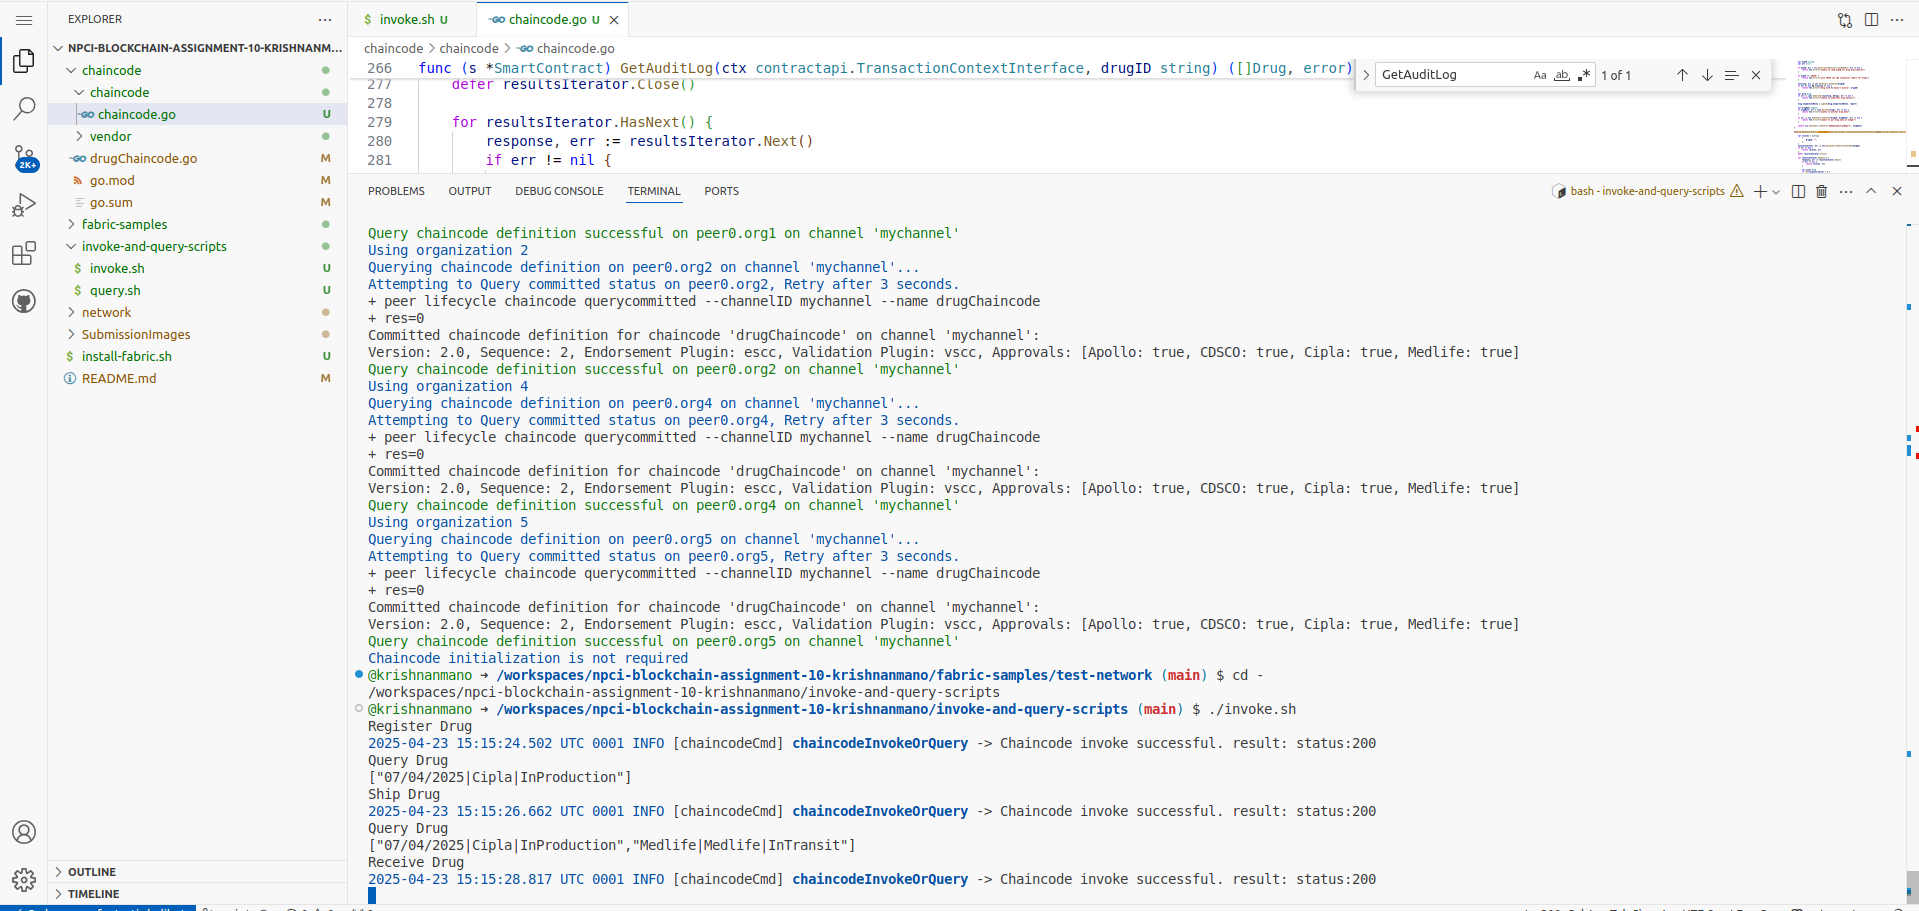 EXPLORER
NPCI-BLOCKCHAIN-ASSIGNMENT-10-KRISHNANM...
chaincode
chaincode
chaincode.go U
vendor
drugChaincode.go M
go.mod M
go.sum M
fabric-samples
invoke-and-query-scripts
$ invoke.sh U
$ query.sh U
network
SubmissionImages
$ install-fabric.sh U
README.md M
2K+
OUTLINE
TIMELINE
$ invoke.sh U
GO chaincode.go U
chaincode > chaincode > GO chaincode.go
266 func (s *SmartContract) GetAuditLog(ctx contractapi.TransactionContextInterface, drugID string) ([]Drug, error)
277 defer resultsIterator.Close()
278
279 for resultsIterator.HasNext() {
280 response, err := resultsIterator.Next()
281 if err != nil {
GetAuditLog Aa ab 1 of 1
PROBLEMS OUTPUT DEBUG CONSOLE TERMINAL PORTS
bash - invoke-and-query-scripts
Query chaincode definition successful on peer0.org1 on channel 'mychannel'
Using organization 2
Querying chaincode definition on peer0.org2 on channel 'mychannel'...
Attempting to Query committed status on peer0.org2, Retry after 3 seconds.
+ peer lifecycle chaincode querycommitted --channelID mychannel --name drugChaincode
+ res=0
Committed chaincode definition for chaincode 'drugChaincode' on channel 'mychannel':
Version: 2.0, Sequence: 2, Endorsement Plugin: escc, Validation Plugin: vscc, Approvals: [Apollo: true, CDSCO: true, Cipla: true, Medlife: true]
Query chaincode definition successful on peer0.org2 on channel 'mychannel'
Using organization 4
Querying chaincode definition on peer0.org4 on channel 'mychannel'...
Attempting to Query committed status on peer0.org4, Retry after 3 seconds.
+ peer lifecycle chaincode querycommitted --channelID mychannel --name drugChaincode
+ res=0
Committed chaincode definition for chaincode 'drugChaincode' on channel 'mychannel':
Version: 2.0, Sequence: 2, Endorsement Plugin: escc, Validation Plugin: vscc, Approvals: [Apollo: true, CDSCO: true, Cipla: true, Medlife: true]
Query chaincode definition successful on peer0.org4 on channel 'mychannel'
Using organization 5
Querying chaincode definition on peer0.org5 on channel 'mychannel'...
Attempting to Query committed status on peer0.org5, Retry after 3 seconds.
+ peer lifecycle chaincode querycommitted --channelID mychannel --name drugChaincode
+ res=0
Committed chaincode definition for chaincode 'drugChaincode' on channel 'mychannel':
Version: 2.0, Sequence: 2, Endorsement Plugin: escc, Validation Plugin: vscc, Approvals: [Apollo: true, CDSCO: true, Cipla: true, Medlife: true]
Query chaincode definition successful on peer0.org5 on channel 'mychannel'
Chaincode initialization is not required
@krishnanmano ➜ /workspaces/npci-blockchain-assignment-10-krishnanmano/fabric-samples/test-network (main) $ cd -
/workspaces/npci-blockchain-assignment-10-krishnanmano/invoke-and-query-scripts
@krishnanmano ➜ /workspaces/npci-blockchain-assignment-10-krishnanmano/invoke-and-query-scripts (main) $ ./invoke.sh
Register Drug
2025-04-23 15:15:24.502 UTC 0001 INFO [chaincodeCmd] chaincodeInvokeOrQuery -> Chaincode invoke successful. result: status:200
Query Drug
["07/04/2025|Cipla|InProduction"]
Ship Drug
2025-04-23 15:15:26.662 UTC 0001 INFO [chaincodeCmd] chaincodeInvokeOrQuery -> Chaincode invoke successful. result: status:200
Query Drug
["07/04/2025|Cipla|InProduction","Medlife|Medlife|InTransit"]
Receive Drug
2025-04-23 15:15:28.817 UTC 0001 INFO [chaincodeCmd] chaincodeInvokeOrQuery -> Chaincode invoke successful. result: status:200